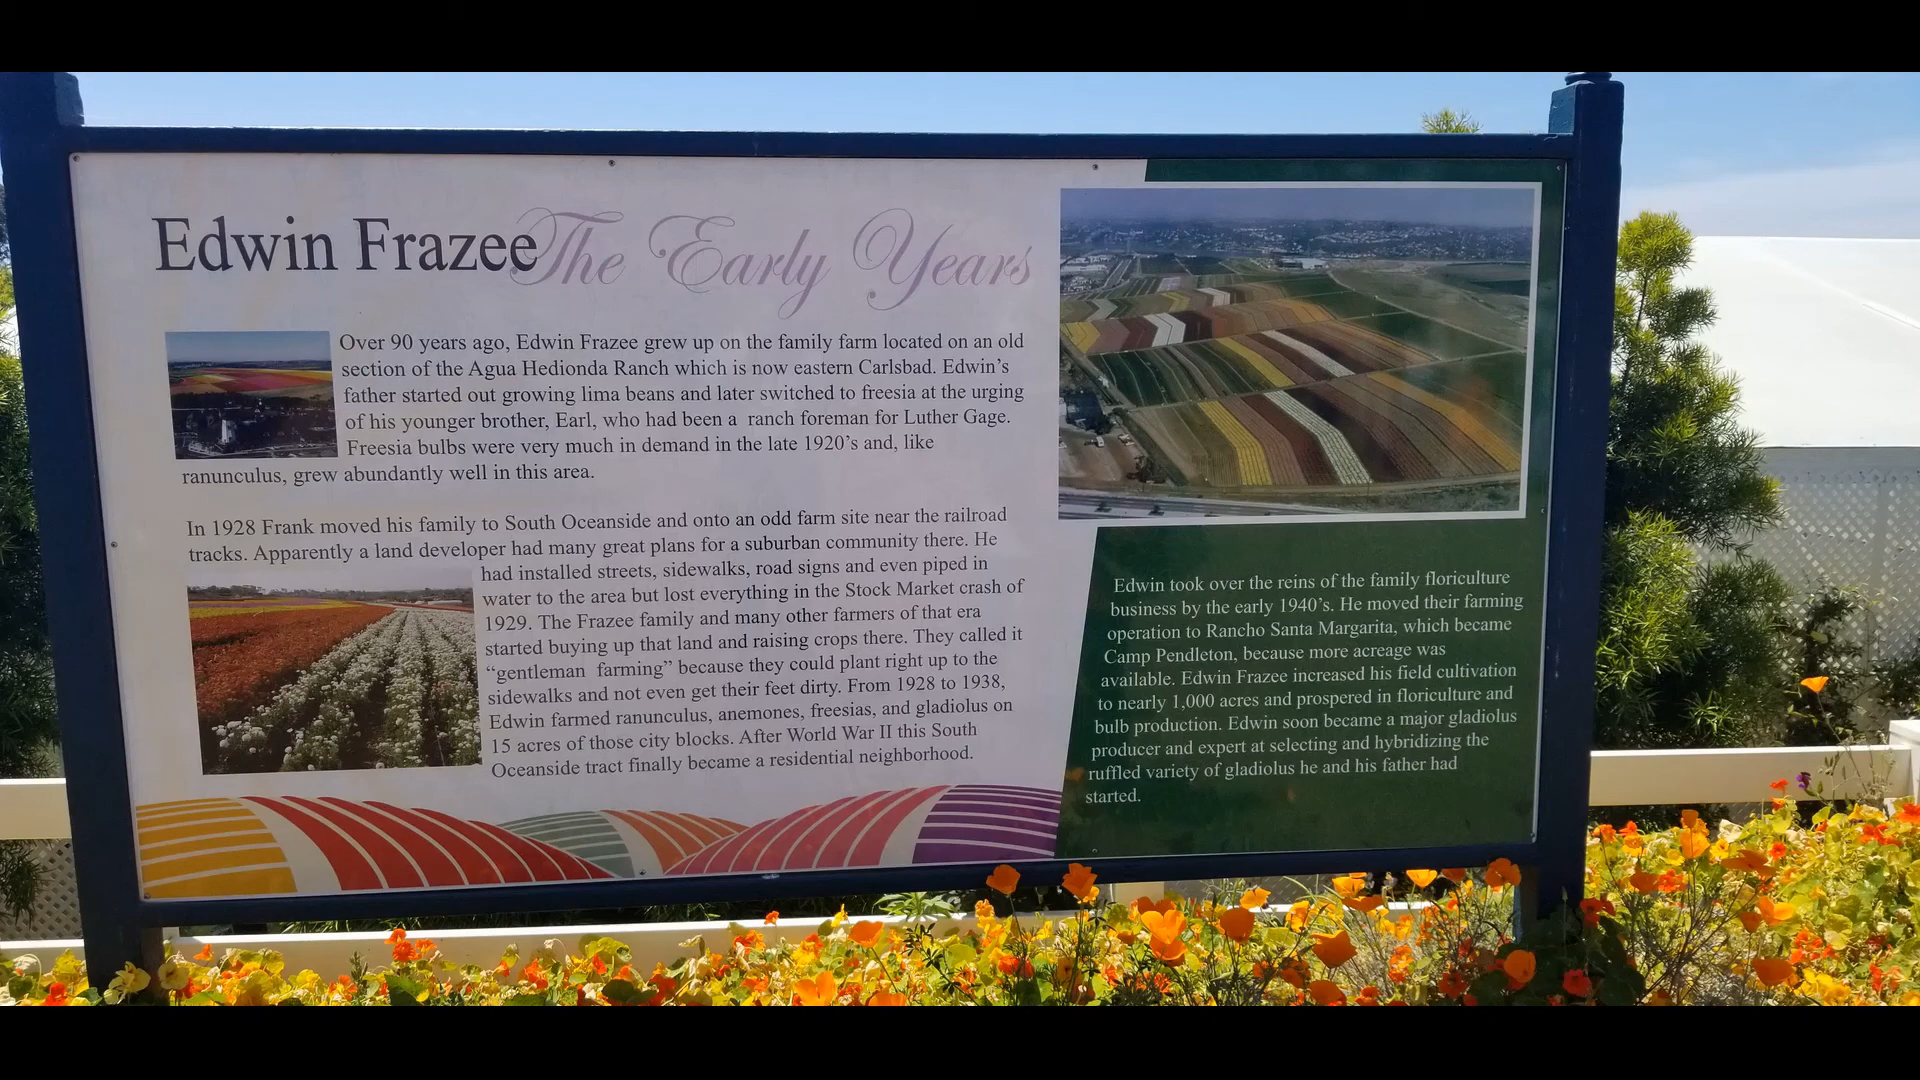 Edwin Frazee The Early Years
Over 90 years ago, Edwin Frazee grew up on the family farm located on an old
section of the Agua Hedionda Ranch which is now eastern Carlsbad. Edwin's
father started out growing lima beans and later switched to freesia at the urging
of his younger brother, Earl, who had been a ranch foreman for Luther Gage.
Freesia bulbs were very much in demand in the late 1920's and, like
ranunculus, grew abundantly well in this area.
In 1928 Frank moved his family to South Oceanside and onto an odd farm site near the railroad
tracks. Apparently a land developer had many great plans for a suburban community there. He
had installed streets, sidewalks, road signs and even piped in
water to the area but lost everything in the Stock Market crash of
1929. The Frazee family and many other farmers of that era
started buying up that land and raising crops there. They called it
“gentleman farming” because they could plant right up to the
sidewalks and not even get their feet dirty. From 1928 to 1938,
Edwin farmed ranunculus, anemones, freesias, and gladiolus on
15 acres of those city blocks. After World War II this South
Oceanside tract finally became a residential neighborhood.
Edwin took over the reins of the family floriculture
business by the early 1940's. He moved their farming
operation to Rancho Santa Margarita, which became
Camp Pendleton, because more acreage was
available. Edwin Frazee increased his field cultivation
to nearly 1,000 acres and prospered in floriculture and
bulb production. Edwin soon became a major gladiolus
producer and expert at selecting and hybridizing the
ruffled variety of gladiolus he and his father had
started.